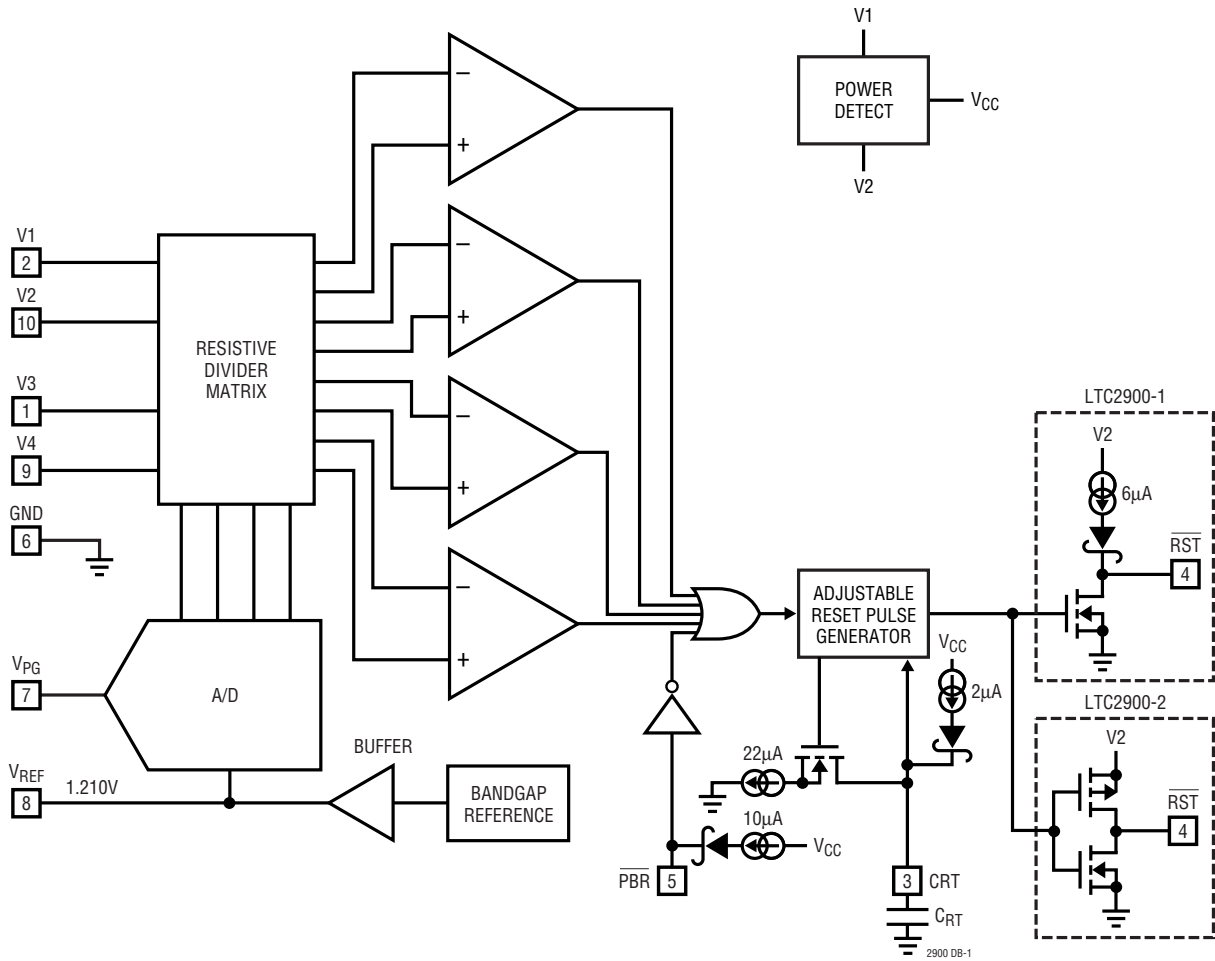 V1
POWER
DETECT
VCC
V2
V1
2
V2
10
V3
1
V4
9
GND
6
RESISTIVE
DIVIDER
MATRIX
−
+
−
+
−
+
−
+
VPG
7
A/D
VREF
8
1.210V
BUFFER
BANDGAP
REFERENCE
ADJUSTABLE
RESET PULSE
GENERATOR
VCC
2µA
22µA
10µA
VCC
PBR
5
3
CRT
CRT
LTC2900-1
V2
6µA
RST
4
LTC2900-2
V2
RST
4
2900 DB-1